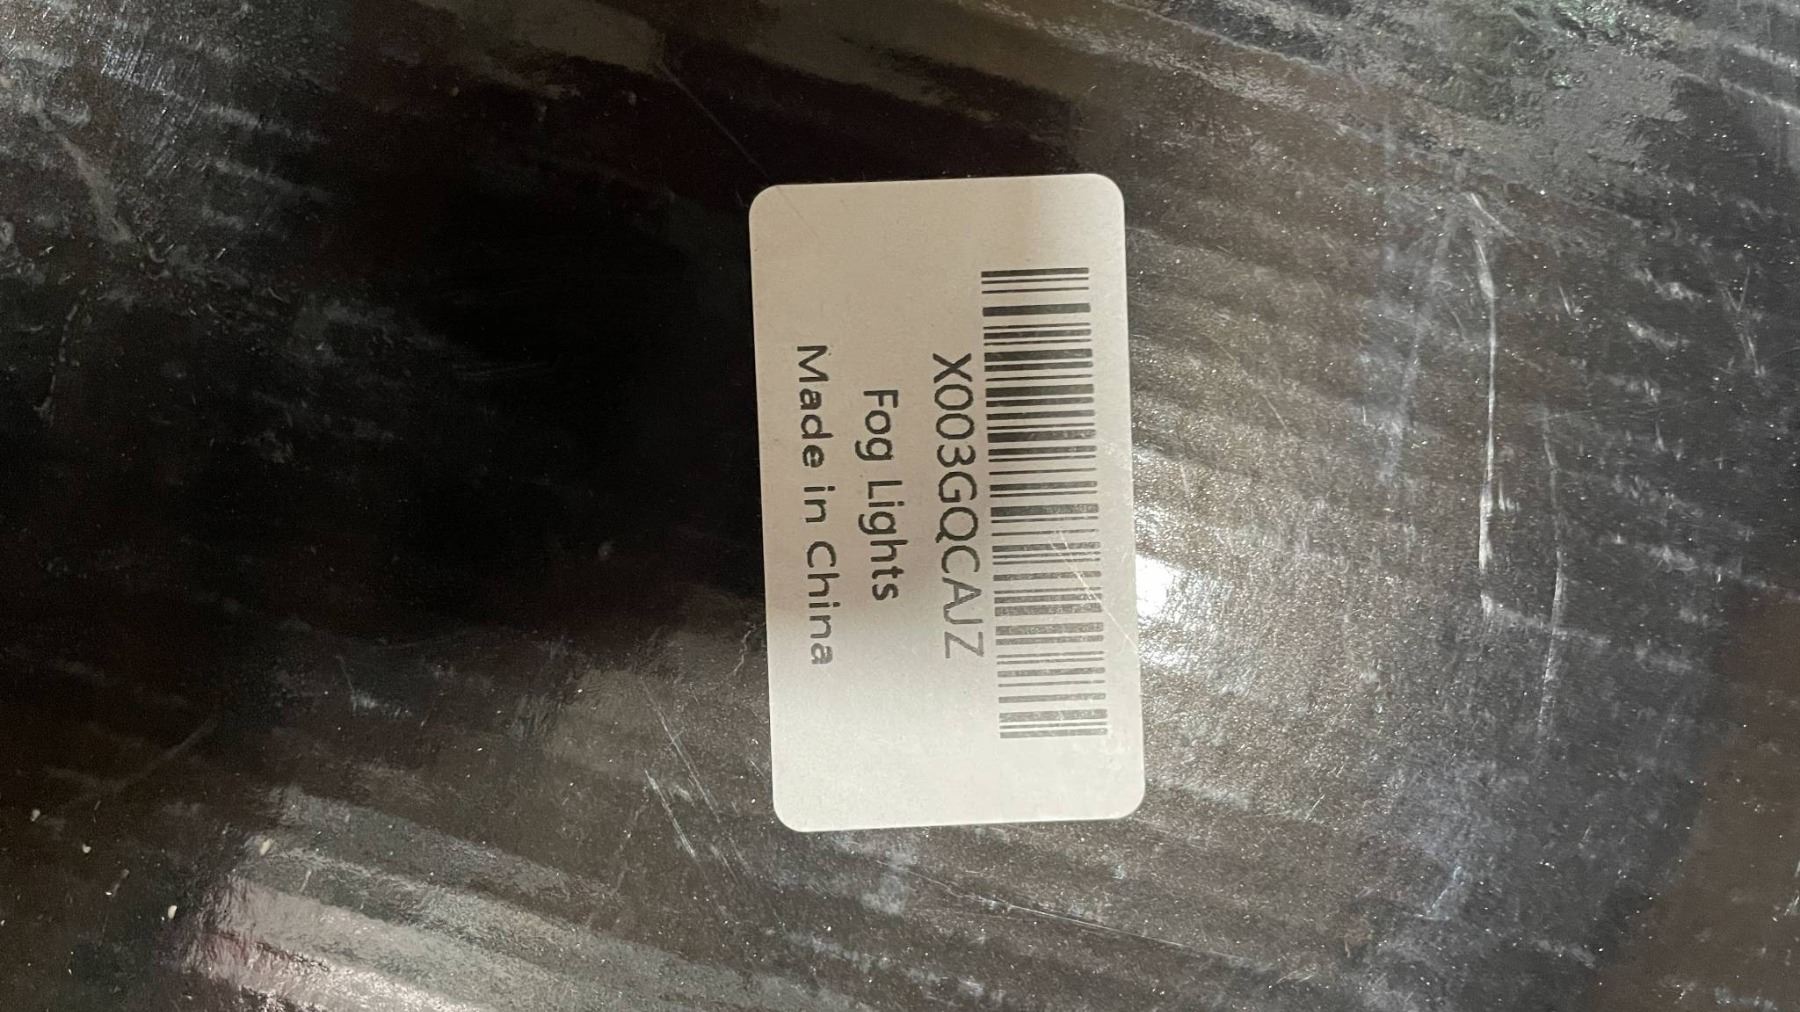 X003GQCAJZ
Fog Lights
Made in China